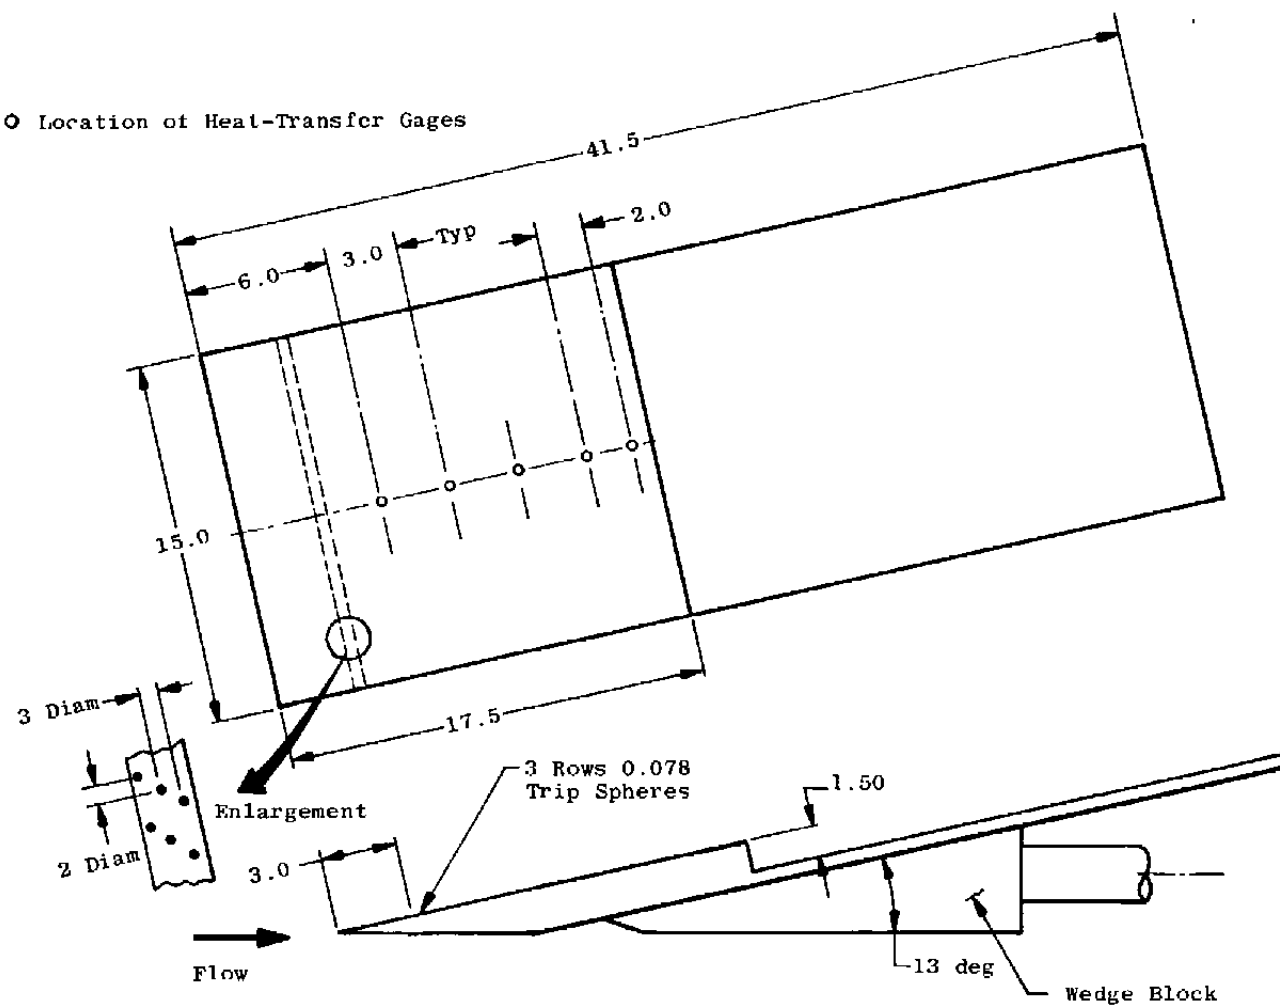 O Location of Heat-Transfer Gages
41.5
2.0
Typ
3.0
6.0
15.0
17.5
3 Diam
3 Rows 0.078
Trip Spheres
1.50
Enlargement
2 Diam
3.0
Flow
13 deg
Wedge Block